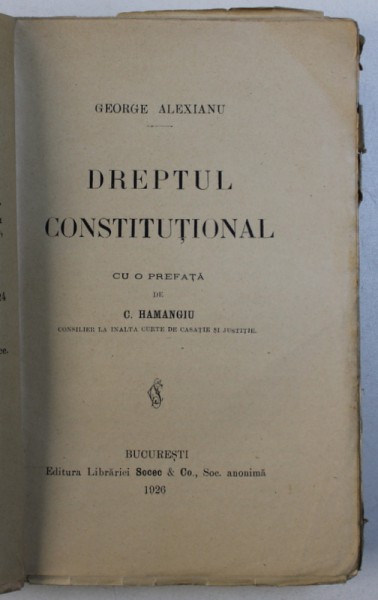 GEORGE ALEXIANU
DREPTUL
CONSTITUȚIONAL
CU O PREFAȚĂ
DE
C. HAMANGIU
CONSILIER LA INALTA CURTE DE CASAȚIE ȘI JUSTIȚIE.
BUCUREȘTI
Editura Librăriei Socec & Co., Soc. anonimă
1926